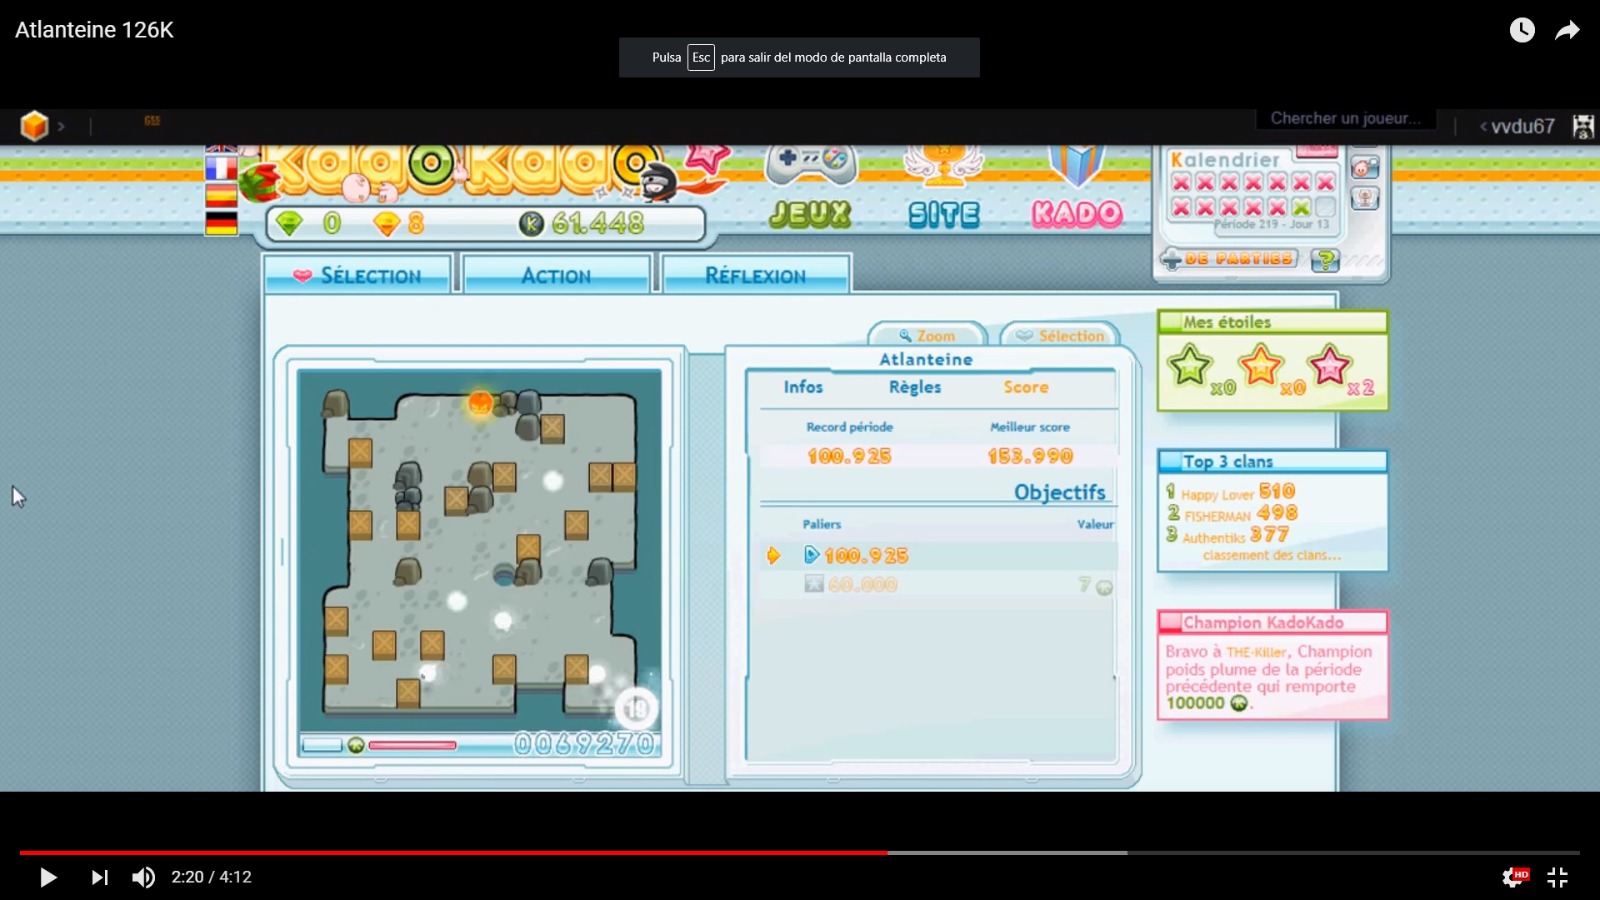 Atlanteine 126K
Pulsa Esc para salir del modo de pantalla completa
Chercher un joueur...
vvdu67
KadoKado
0 8 K 61.448
JEUX SITE KADO
Kalendrier
Période 219 - Jour 13
+ DE PARTIES ?
SÉLECTION ACTION RÉFLEXION
Zoom Sélection
Atlanteine
Infos Règles Score
Record période Meilleur score
100.925 153.990
Objectifs
Paliers Valeur
100.925
60.000 7
19
0069270
Mes étoiles
x0 x0 x2
Top 3 clans
1 Happy Lover 510
2 FISHERMAN 498
3 Authentiks 377
classement des clans...
Champion KadoKado
Bravo à THE-Killer, Champion
poids plume de la période
précédente qui remporte
100000 .
2:20 / 4:12
HD